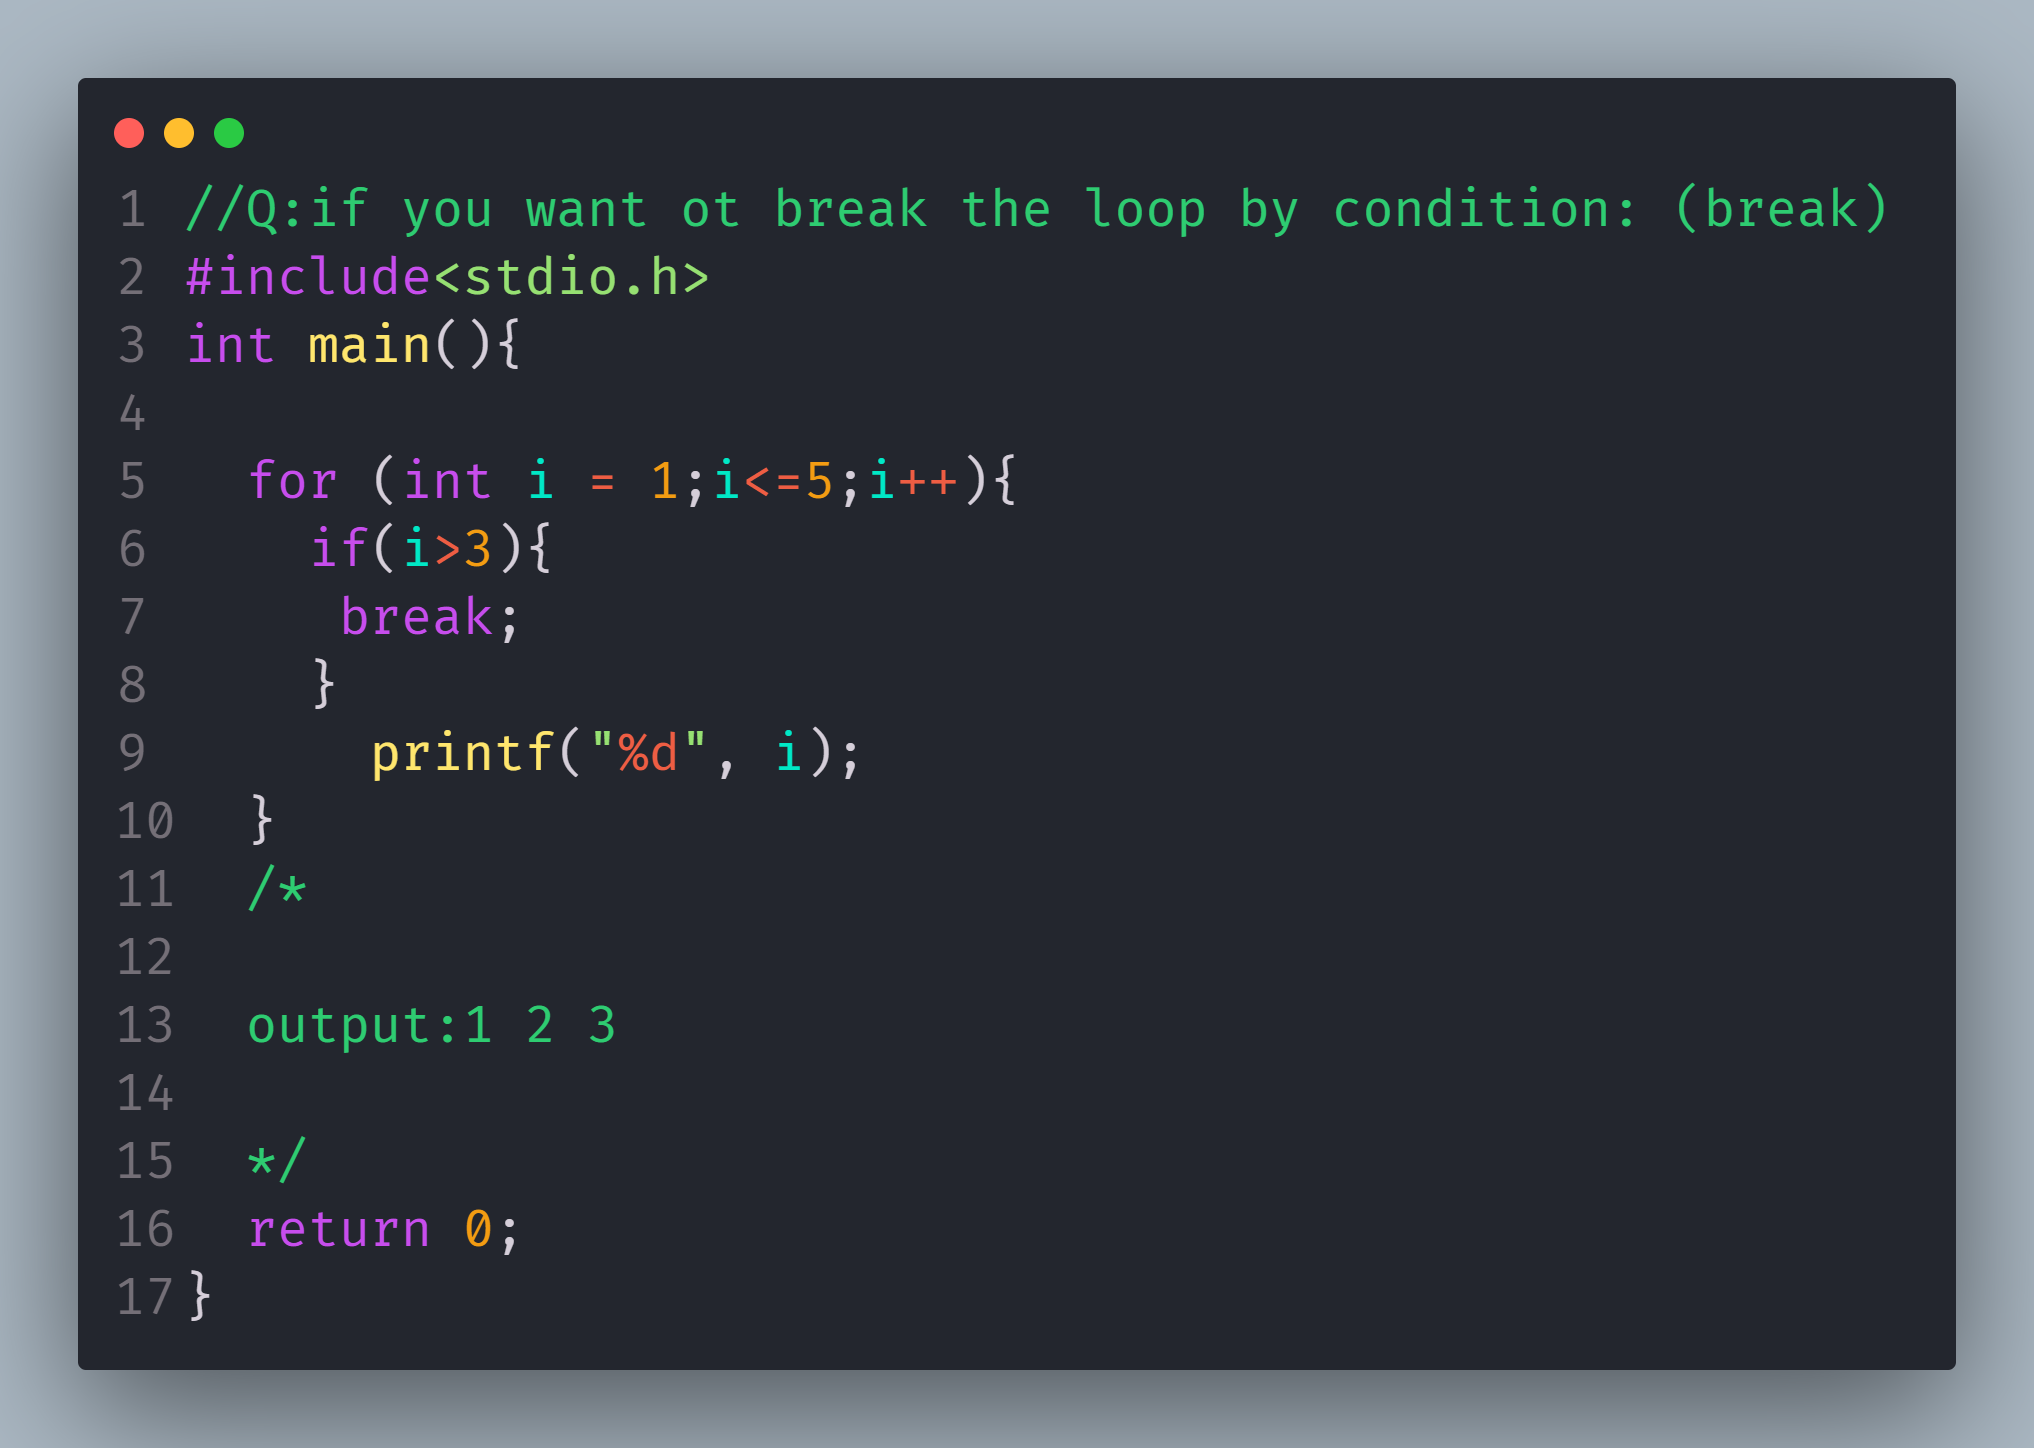 1 //Q:if you want ot break the loop by condition: (break)
2 #include<stdio.h>
3 int main(){
4
5   for (int i = 1;i<=5;i++){
6     if(i>3){
7      break;
8     }
9       printf("%d", i);
10   }
11   /*
12
13   output:1 2 3
14
15   */
16   return 0;
17 }